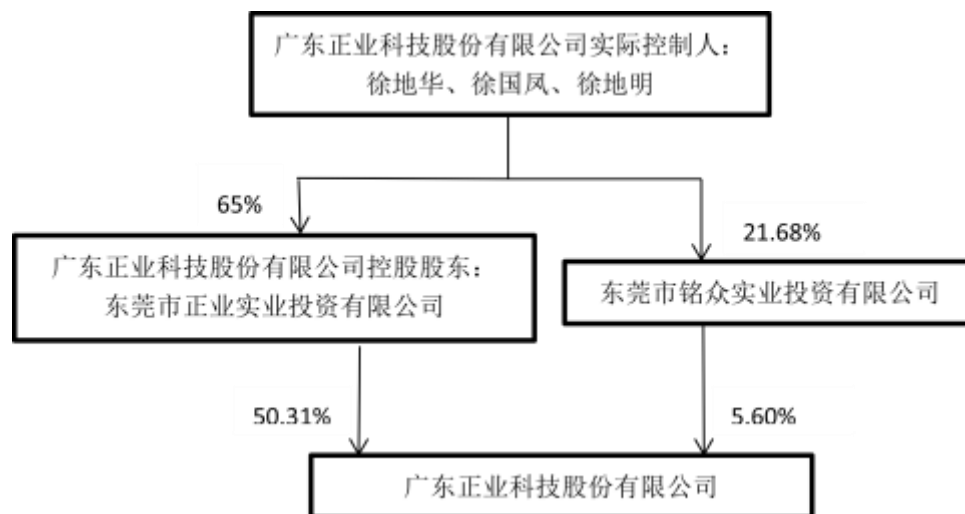 广东正业科技股份有限公司实际控制人：
徐地华、徐国凤、徐地明
65%
21.68%
广东正业科技股份有限公司控股股东：
东莞市正业实业投资有限公司
东莞市铭众实业投资有限公司
50.31%
5.60%
广东正业科技股份有限公司